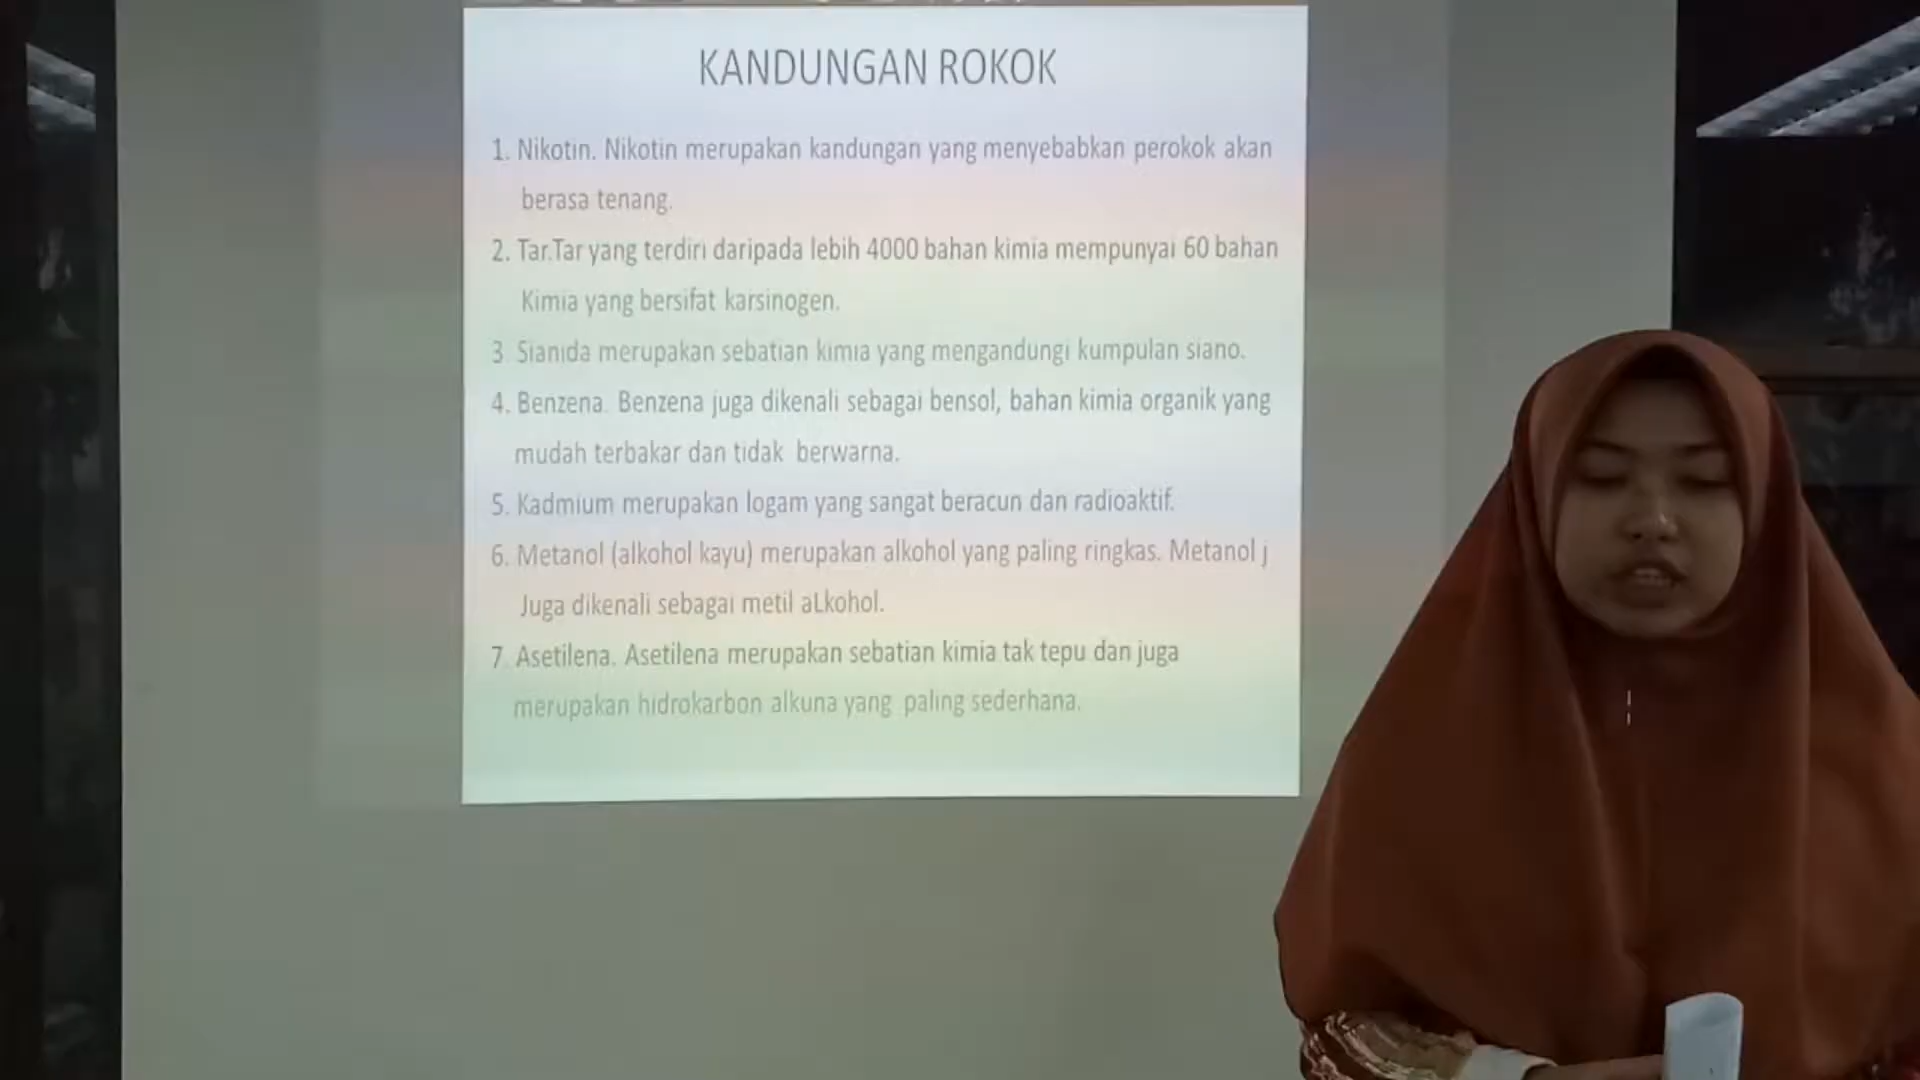 KANDUNGAN ROKOK
1. Nikotin. Nikotin merupakan kandungan yang menyebabkan perokok akan
berasa tenang.
2. Tar.Tar yang terdiri daripada lebih 4000 bahan kimia mempunyai 60 bahan
Kimia yang bersifat karsinogen.
3 Sianida merupakan sebatian kimia yang mengandungi kumpulan siano.
4. Benzena. Benzena juga dikenali sebagai bensol, bahan kimia organik yang
mudah terbakar dan tidak berwarna.
5. Kadmium merupakan logam yang sangat beracun dan radioaktif.
6. Metanol (alkohol kayu) merupakan alkohol yang paling ringkas. Metanol j
Juga dikenali sebagai metil aLkohol.
7. Asetilena. Asetilena merupakan sebatian kimia tak tepu dan juga
merupakan hidrokarbon alkuna yang paling sederhana.